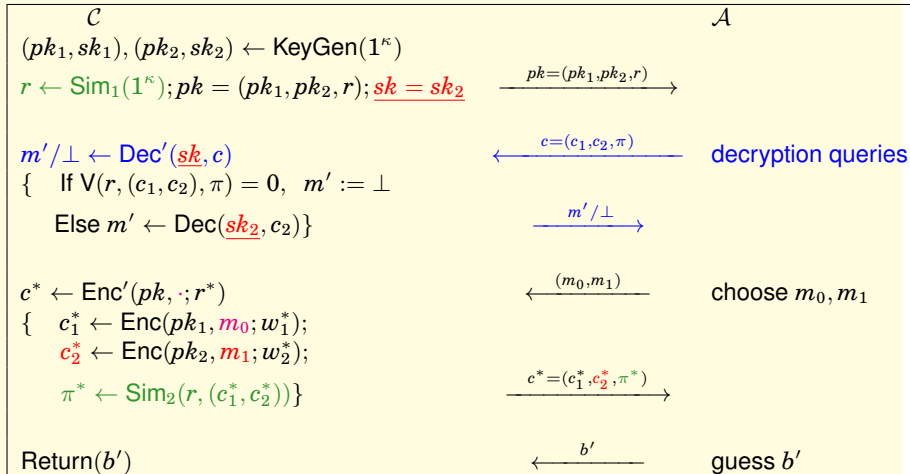 𝒞 𝒜
(pk₁, sk₁), (pk₂, sk₂) ← KeyGen(1^κ)
r ← Sim₁(1^κ); pk = (pk₁, pk₂, r); sk = sk₂ pk=(pk₁,pk₂,r)
m′/⊥ ← Dec′(sk, c) c=(c₁,c₂,π) decryption queries
{ If V(r, (c₁, c₂), π) = 0, m′ := ⊥
Else m′ ← Dec(sk₂, c₂)} m′/⊥
c* ← Enc′(pk, ·; r*) (m₀,m₁) choose m₀, m₁
{ c₁* ← Enc(pk₁, m₀; w₁*);
c₂* ← Enc(pk₂, m₁; w₂*);
π* ← Sim₂(r, (c₁*, c₂*))} c*=(c₁*,c₂*,π*)
Return(b′) b′ guess b′